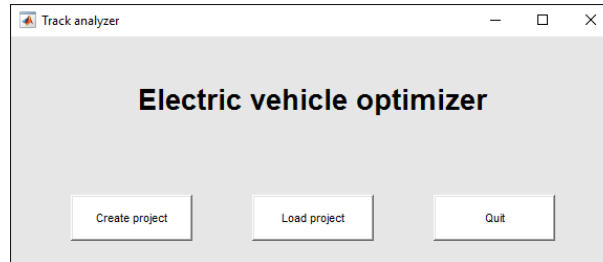 Track analyzer
Electric vehicle optimizer
Create project
Load project
Quit